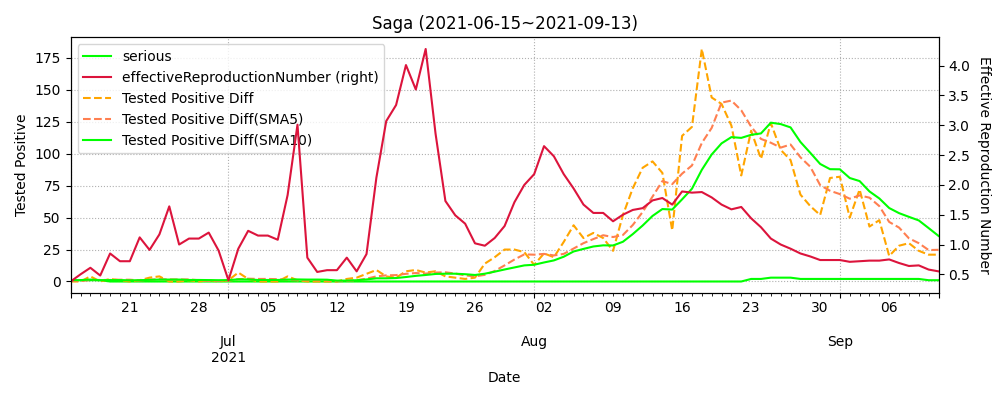 Saga (2021-06-15~2021-09-13)
serious
effectiveReproductionNumber (right)
Tested Positive Diff
Tested Positive Diff(SMA5)
Tested Positive Diff(SMA10)
Tested Positive
175
150
125
100
75
50
25
0
4.0
3.5
3.0
2.5
2.0
1.5
1.0
0.5
Effective Reproduction Number
21 28 05 12 19 26 02 09 16 23 30 06
Jul Aug Sep
2021
Date